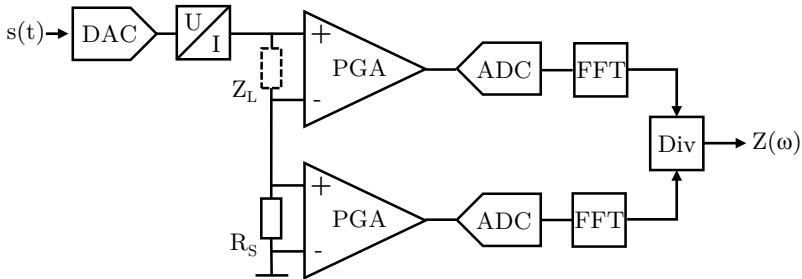 s(t)
DAC
U
I
+
PGA
-
ADC
FFT
Z_L
Div
Z(ω)
+
PGA
-
ADC
FFT
R_S